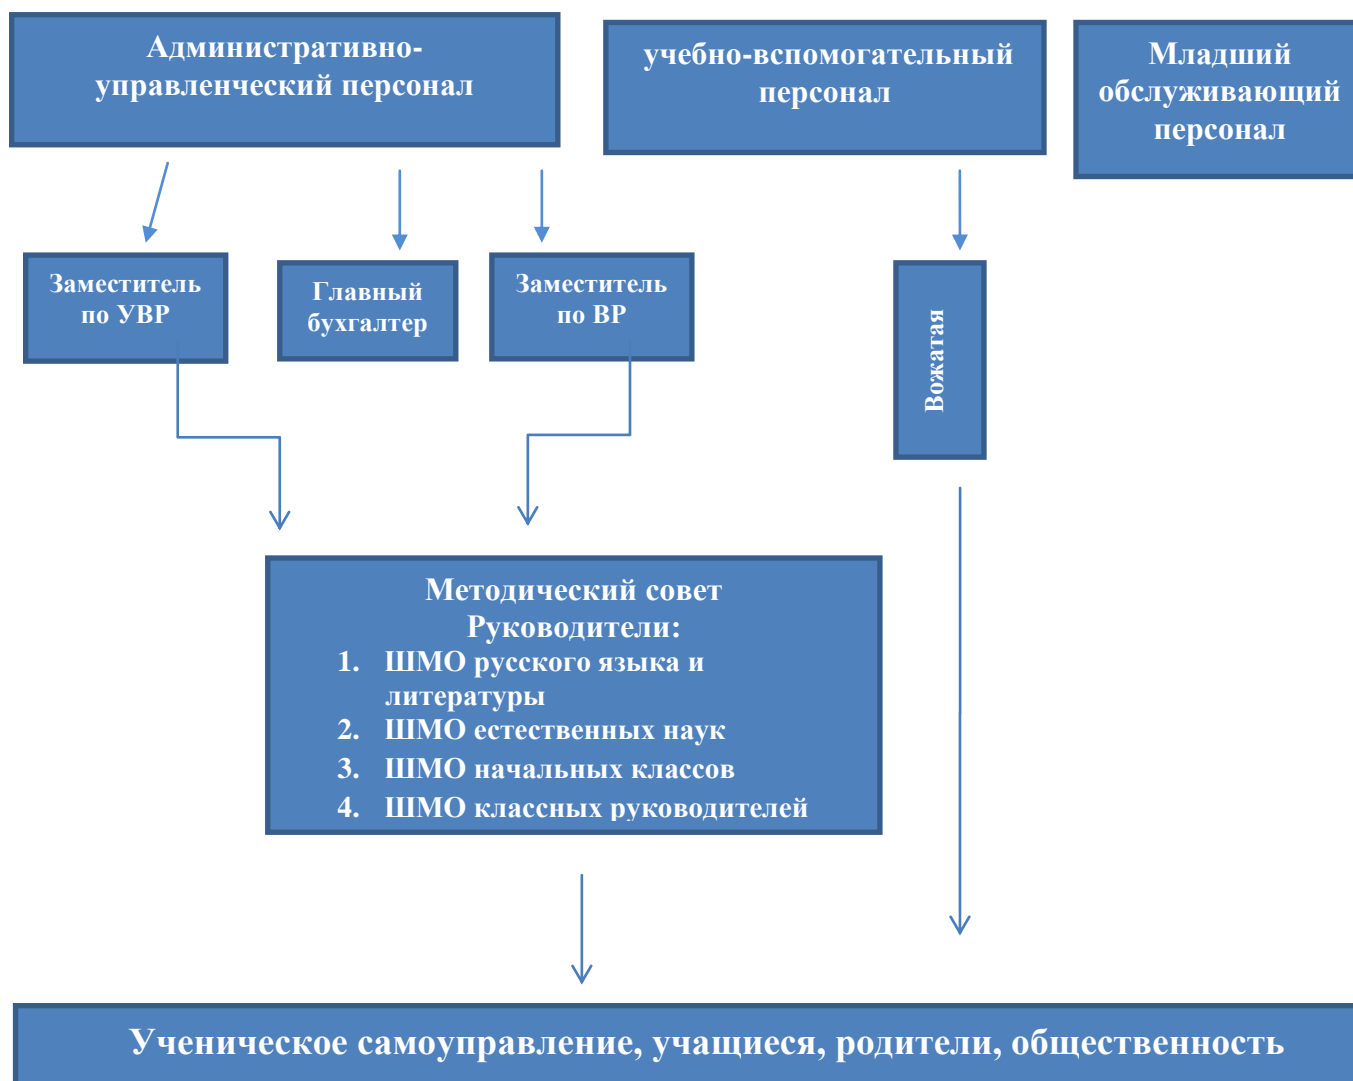 Административно-
управленческий персонал
учебно-вспомогательный
персонал
Младший
обслуживающий
персонал
Заместитель
по УВР
Главный
бухгалтер
Заместитель
по ВР
Вожатая
Методический совет
Руководители:
1. ШМО русского языка и
литературы
2. ШМО естественных наук
3. ШМО начальных классов
4. ШМО классных руководителей
Ученическое самоуправление, учащиеся, родители, общественность